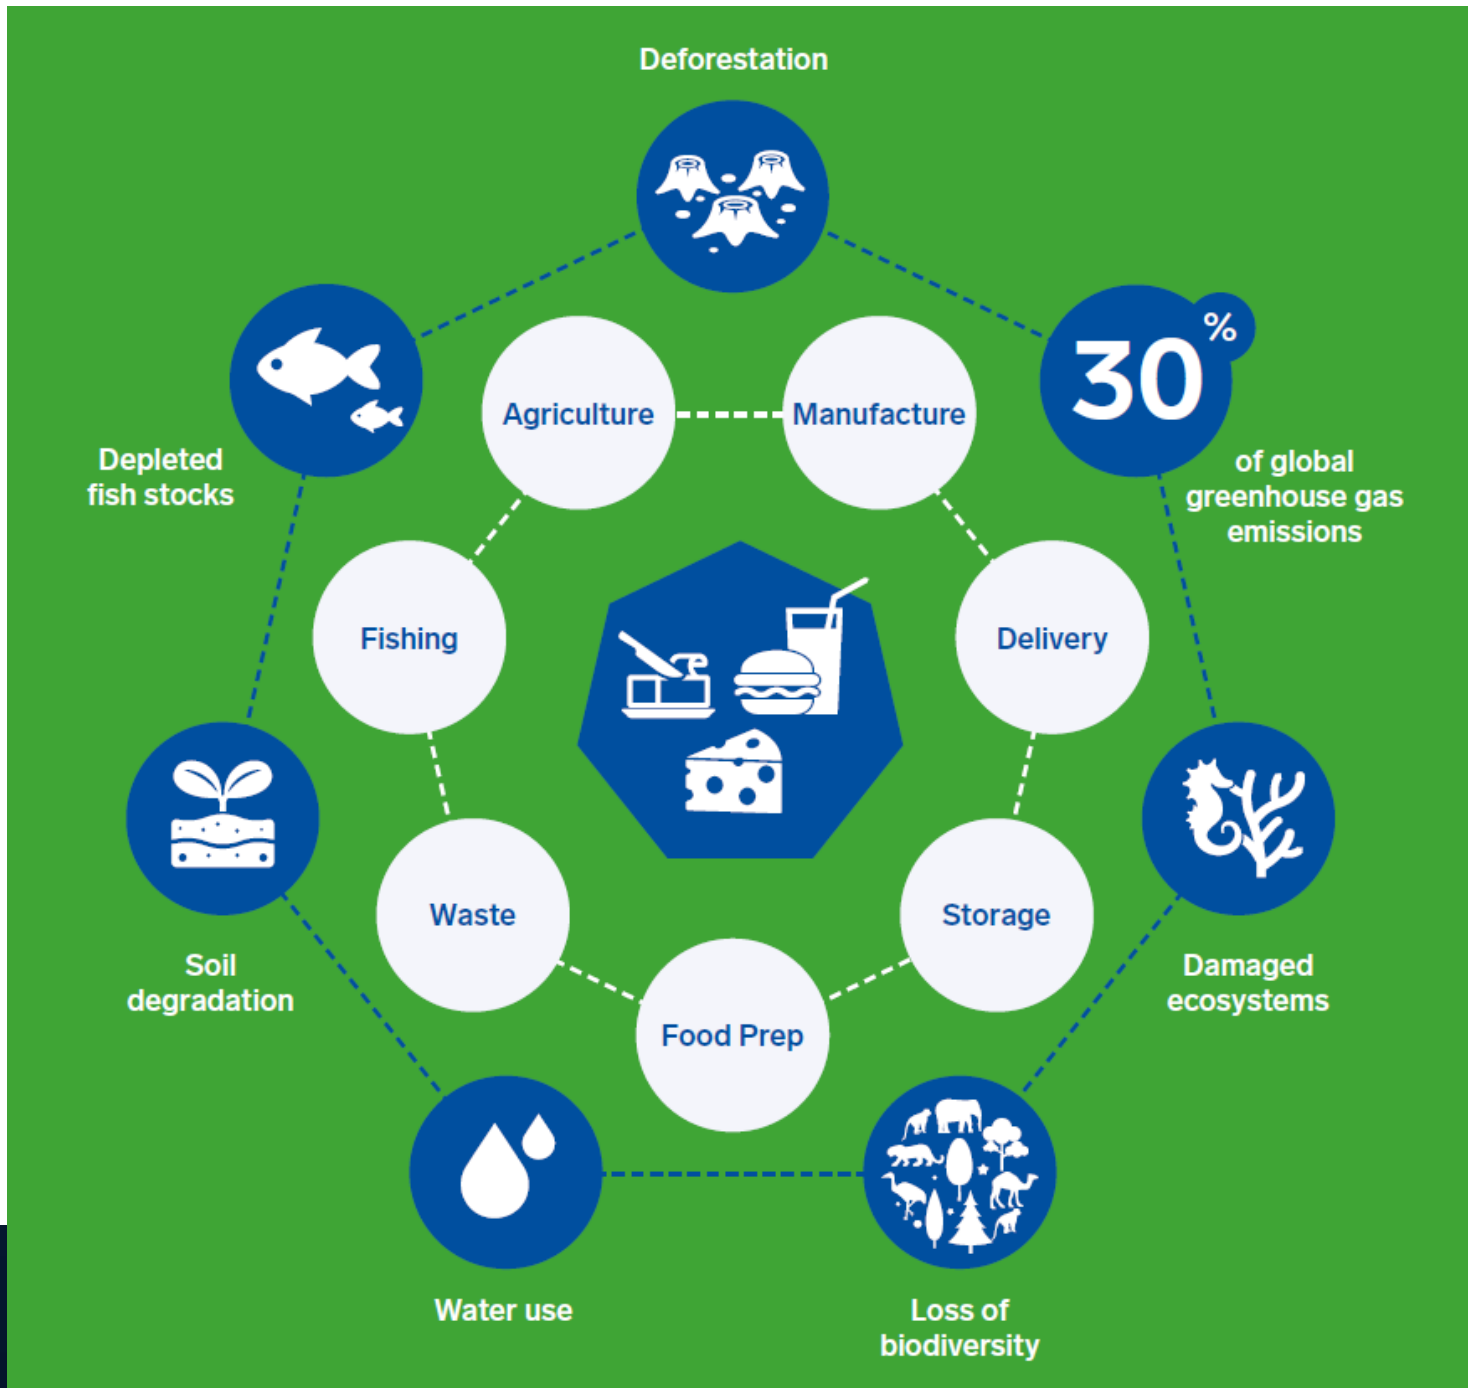 Deforestation
30%
of global
greenhouse gas
emissions
Depleted
fish stocks
Agriculture
Manufacture
Fishing
Delivery
Waste
Storage
Food Prep
Soil
degradation
Damaged
ecosystems
Water use
Loss of
biodiversity